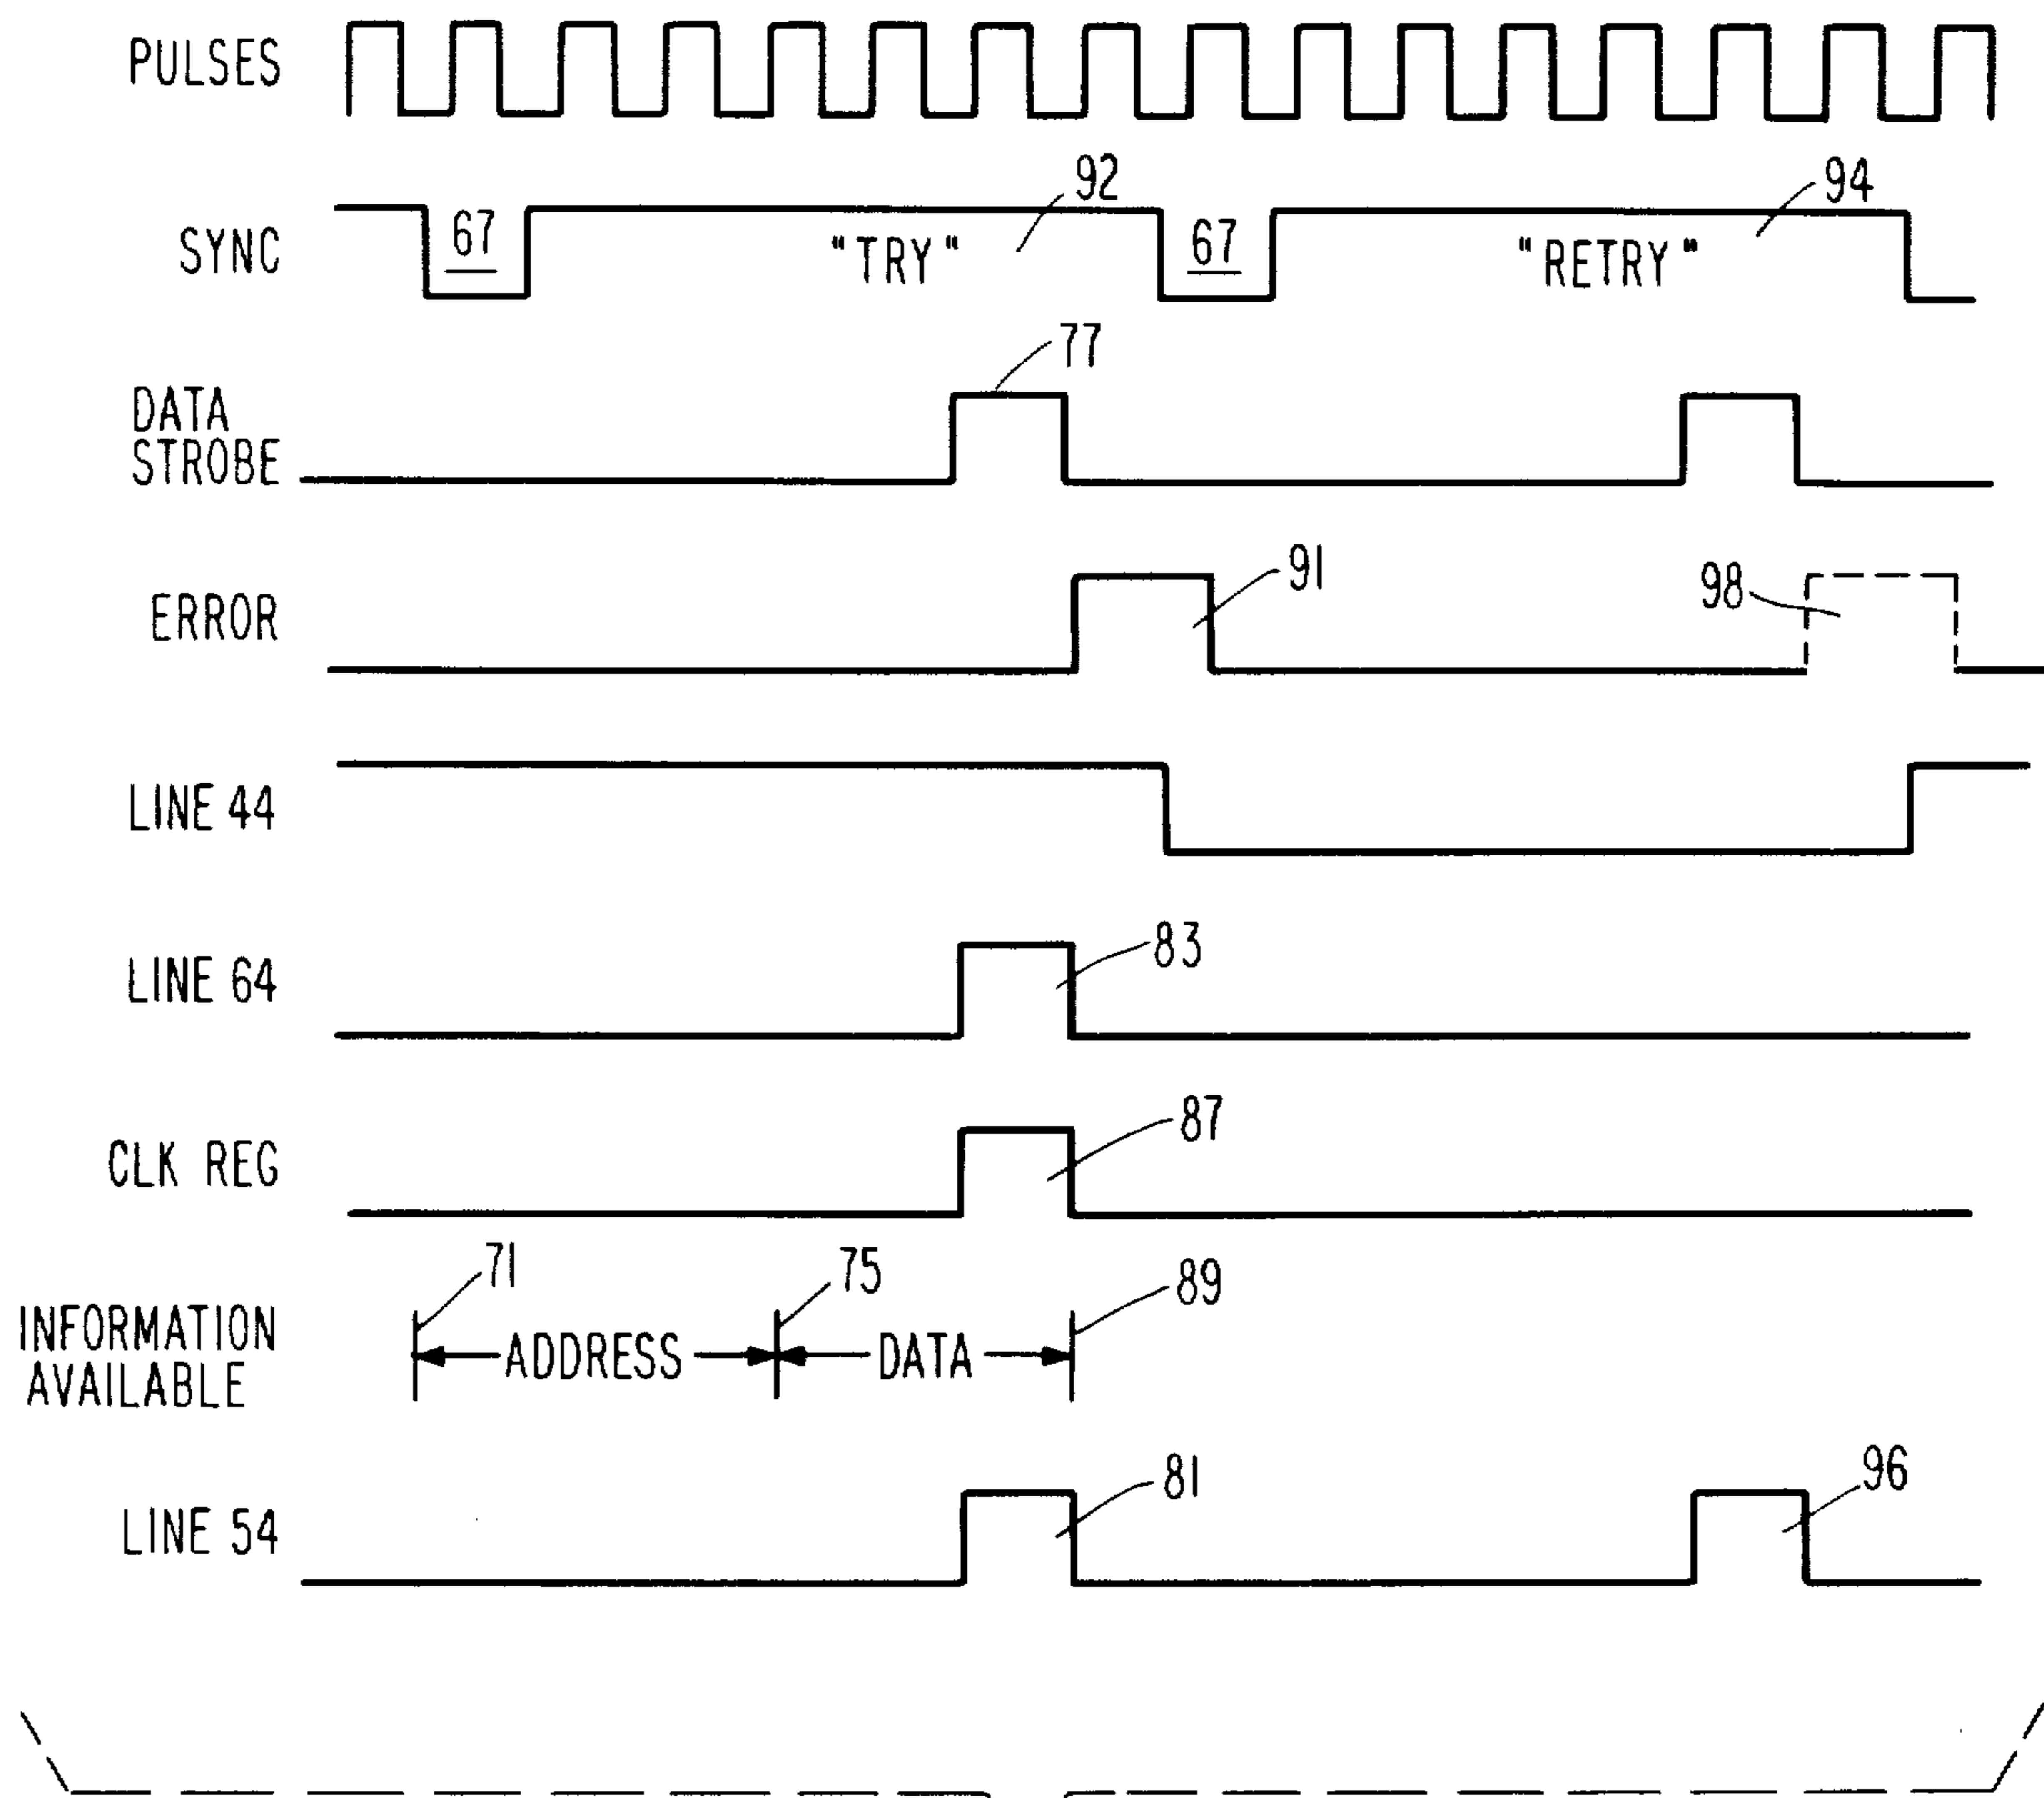 PULSES
92
94
SYNC
67
"TRY"
67
"RETRY"
77
DATA
STROBE
91
98
ERROR
LINE 44
83
LINE 64
87
CLK REG
71
75
89
INFORMATION
AVAILABLE
ADDRESS
DATA
81
96
LINE 54